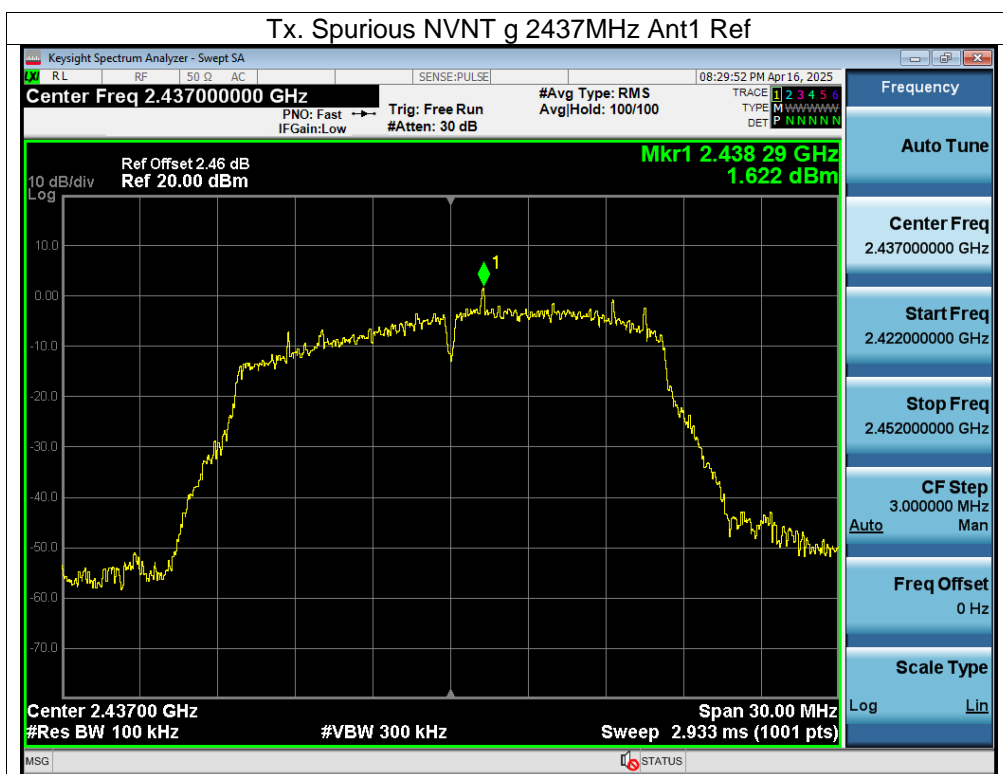 Tx. Spurious NVNT g 2437MHz Ant1 Ref
Keysight Spectrum Analyzer - Swept SA
LXI RL RF 50 Ω AC SENSE:PULSE 08:29:52 PM Apr 16, 2025
Center Freq 2.437000000 GHz
PNO: Fast
IFGain:Low
Trig: Free Run
#Atten: 30 dB
#Avg Type: RMS
Avg|Hold: 100/100
TRACE 1 2 3 4 5 6
TYPE M WWWWW
DET P N N N N N
Ref Offset 2.46 dB
Ref 20.00 dBm
10 dB/div
Log
Mkr1 2.438 29 GHz
1.622 dBm
1
10.0
0.00
-10.0
-20.0
-30.0
-40.0
-50.0
-60.0
-70.0
Center 2.43700 GHz Span 30.00 MHz
#Res BW 100 kHz #VBW 300 kHz Sweep 2.933 ms (1001 pts)
MSG STATUS
Frequency
Auto Tune
Center Freq
2.437000000 GHz
Start Freq
2.422000000 GHz
Stop Freq
2.452000000 GHz
CF Step
3.000000 MHz
Auto Man
Freq Offset
0 Hz
Scale Type
Log Lin